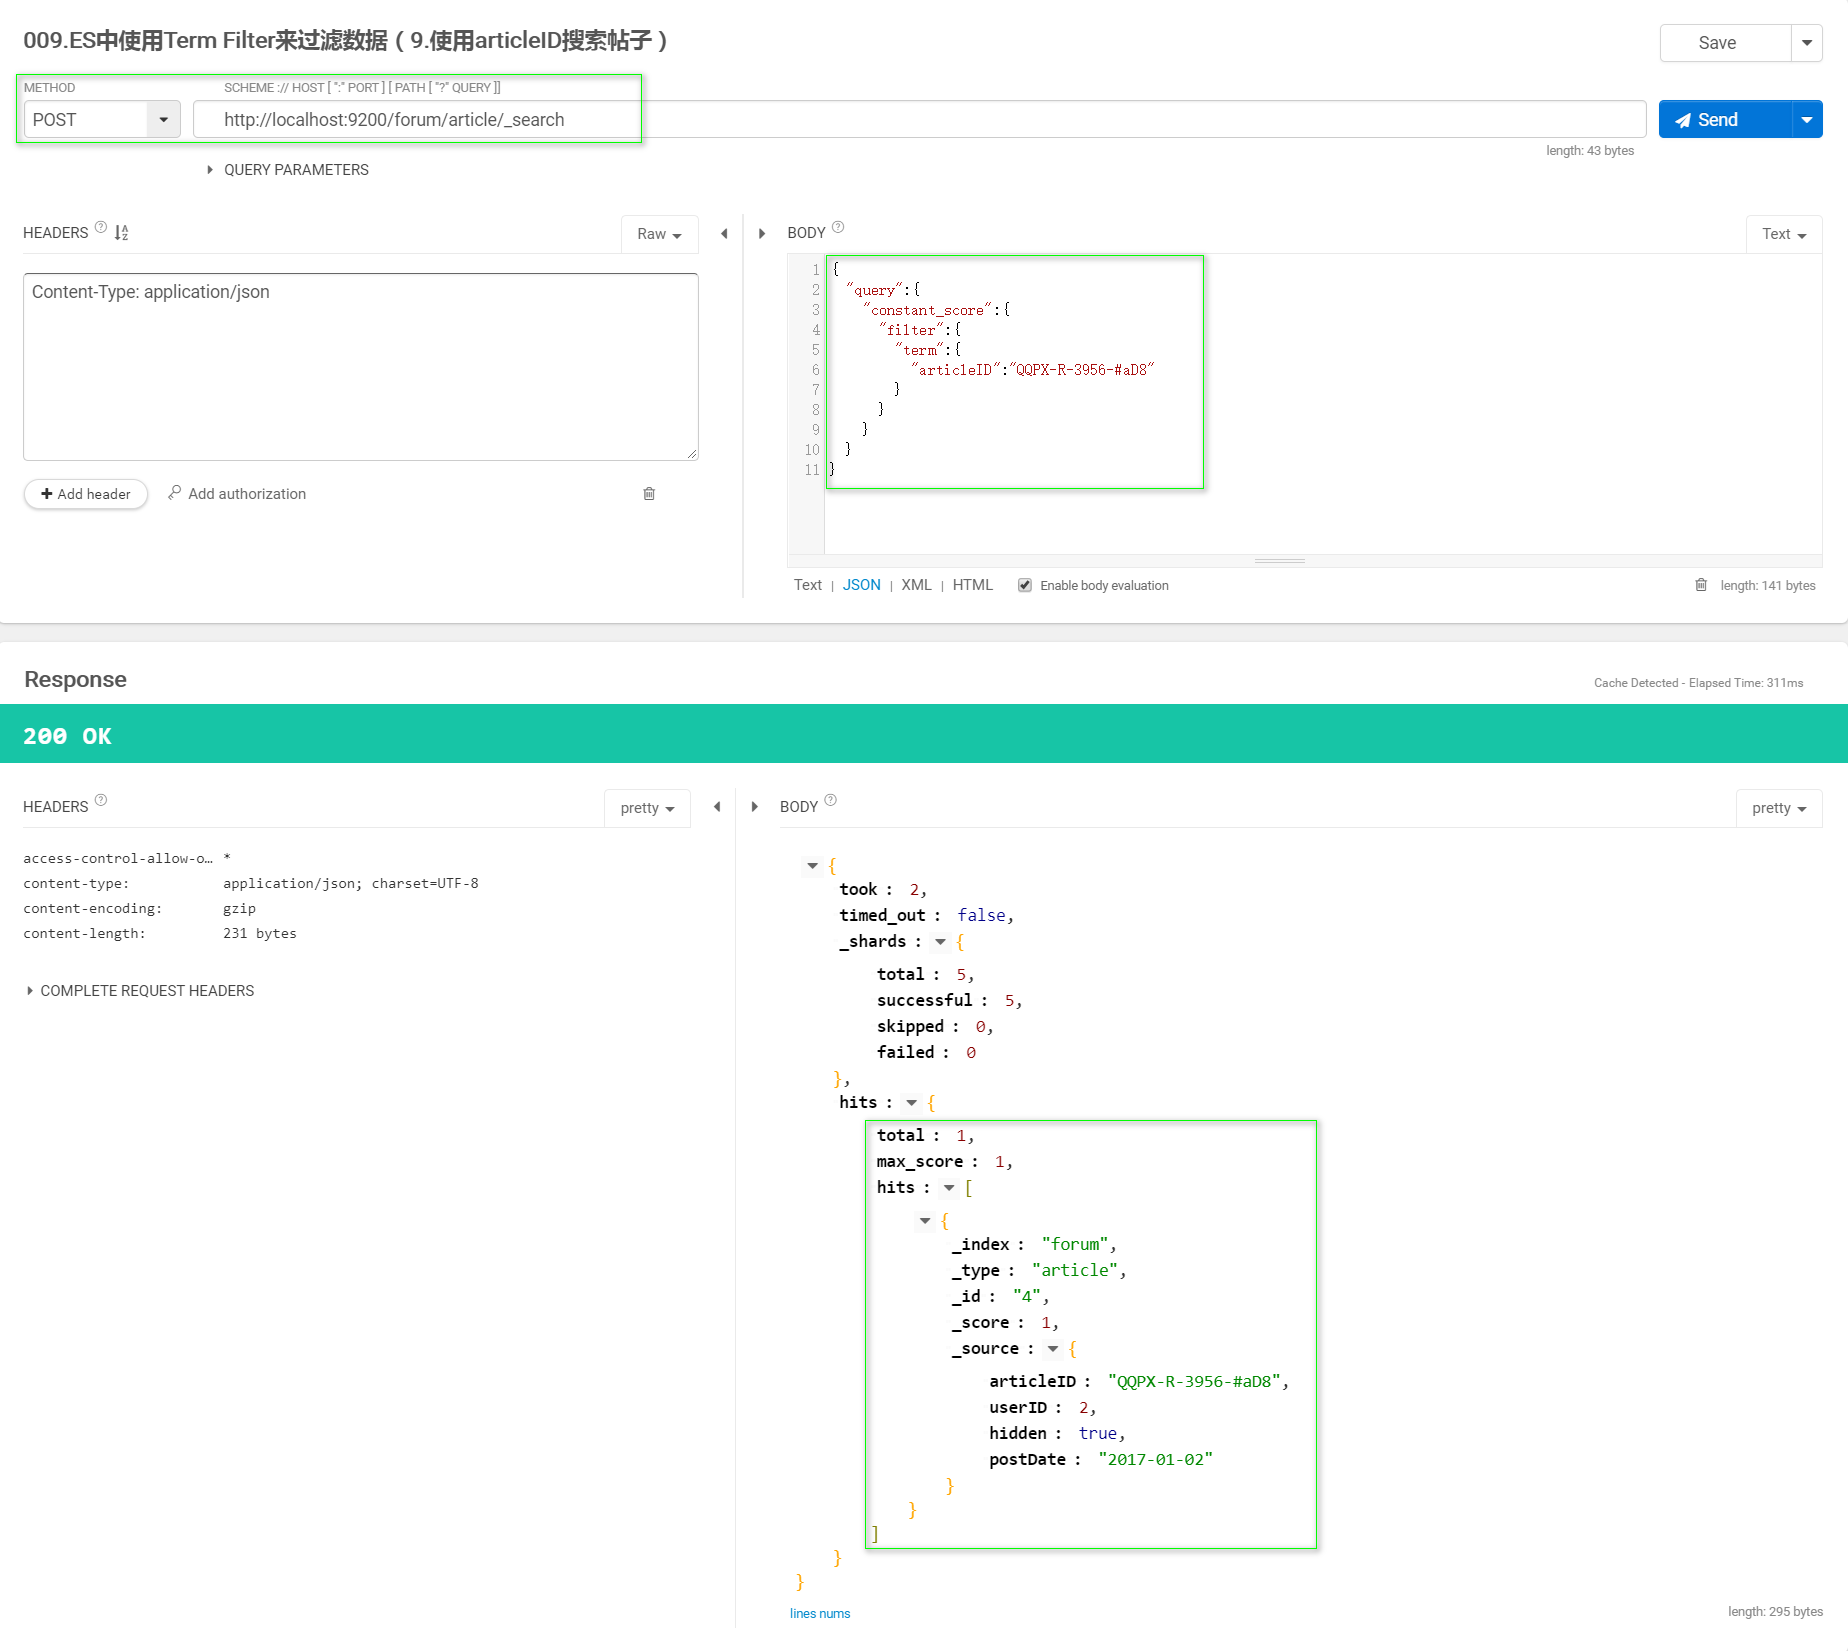 009.ES中使用Term Filter来过滤数据（9.使用articleID搜索帖子）
Save
METHOD
SCHEME :// HOST [ ":" PORT ] [ PATH [ "?" QUERY ]]
POST
http://localhost:9200/forum/article/_search
Send
length: 43 bytes
QUERY PARAMETERS
HEADERS ?
Raw
BODY ?
Text
Content-Type: application/json
1 {
2 "query":{
3 "constant_score":{
4 "filter":{
5 "term":{
6 "articleID":"QQPX-R-3956-#aD8"
7 }
8 }
9 }
10 }
11 }
Add header
Add authorization
Text | JSON | XML | HTML Enable body evaluation
length: 141 bytes
Response
Cache Detected - Elapsed Time: 311ms
200 OK
HEADERS ?
pretty
BODY ?
pretty
access-control-allow-o... *
content-type: application/json; charset=UTF-8
content-encoding: gzip
content-length: 231 bytes
COMPLETE REQUEST HEADERS
{
took : 2,
timed_out : false,
_shards : {
total : 5,
successful : 5,
skipped : 0,
failed : 0
},
hits : {
total : 1,
max_score : 1,
hits : [
{
_index : "forum",
_type : "article",
_id : "4",
_score : 1,
_source : {
articleID : "QQPX-R-3956-#aD8",
userID : 2,
hidden : true,
postDate : "2017-01-02"
}
}
]
}
}
lines nums
length: 295 bytes